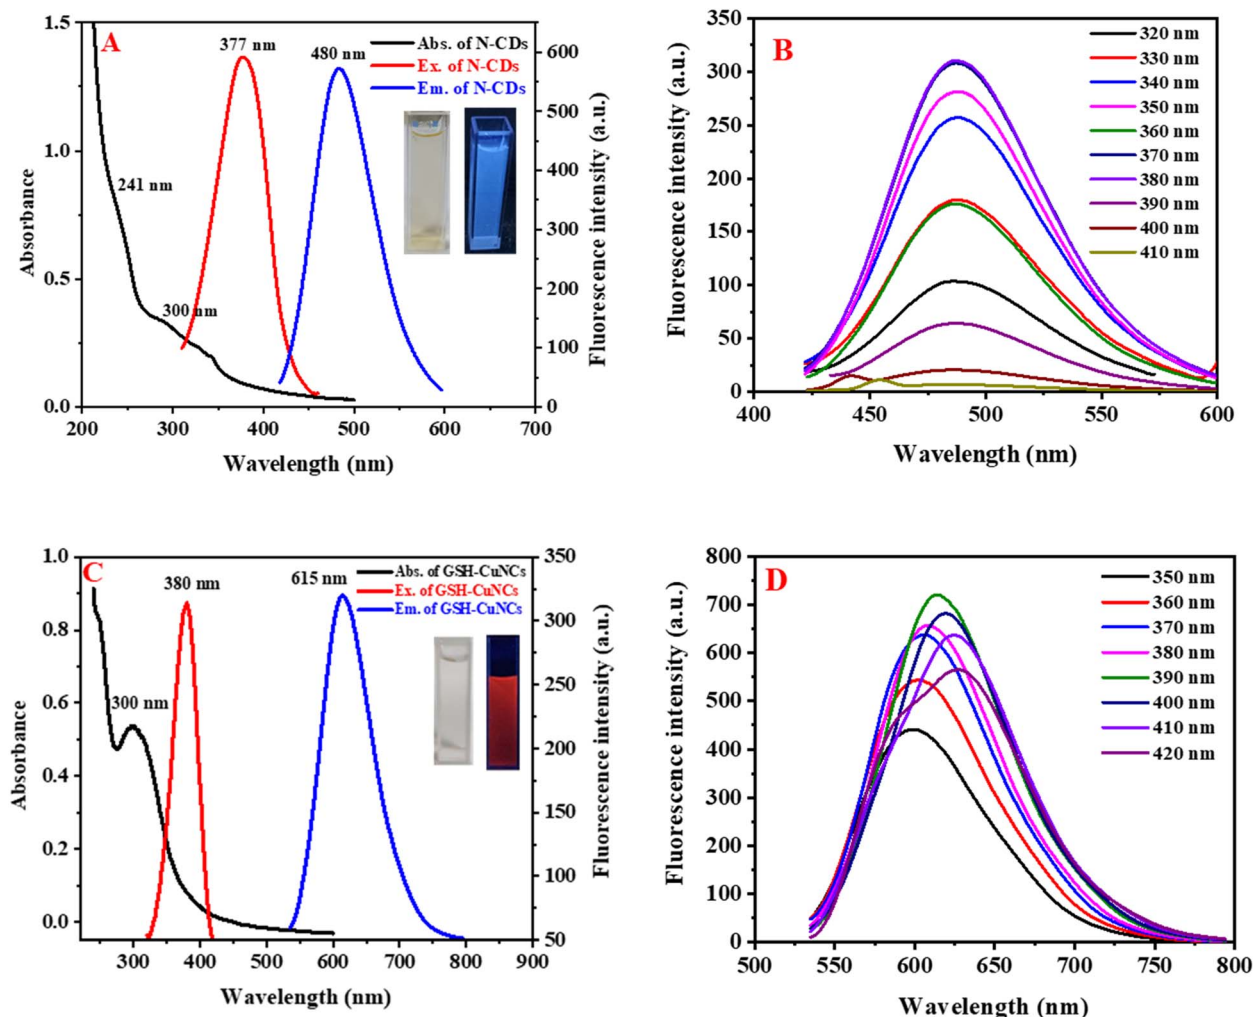 A
377 nm
480 nm
241 nm
300 nm
Abs. of N-CDs
Ex. of N-CDs
Em. of N-CDs
1.5
1.0
0.5
0.0
Absorbance
600
500
400
300
200
100
0
Fluorescence intensity (a.u.)
200 300 400 500 600 700
Wavelength (nm)
B
320 nm
330 nm
340 nm
350 nm
360 nm
370 nm
380 nm
390 nm
400 nm
410 nm
350
300
250
200
150
100
50
0
Fluorescence intensity (a.u.)
400 450 500 550 600
Wavelength (nm)
C
380 nm
615 nm
300 nm
Abs. of GSH-CuNCs
Ex. of GSH-CuNCs
Em. of GSH-CuNCs
1.0
0.8
0.6
0.4
0.2
0.0
Absorbance
350
300
250
200
150
100
50
Fluorescence intensity (a.u.)
300 400 500 600 700 800 900
Wavelength (nm)
D
350 nm
360 nm
370 nm
380 nm
390 nm
400 nm
410 nm
420 nm
800
700
600
500
400
300
200
100
0
Fluorescence intensity (a.u.)
500 550 600 650 700 750 800
Wavelength (nm)